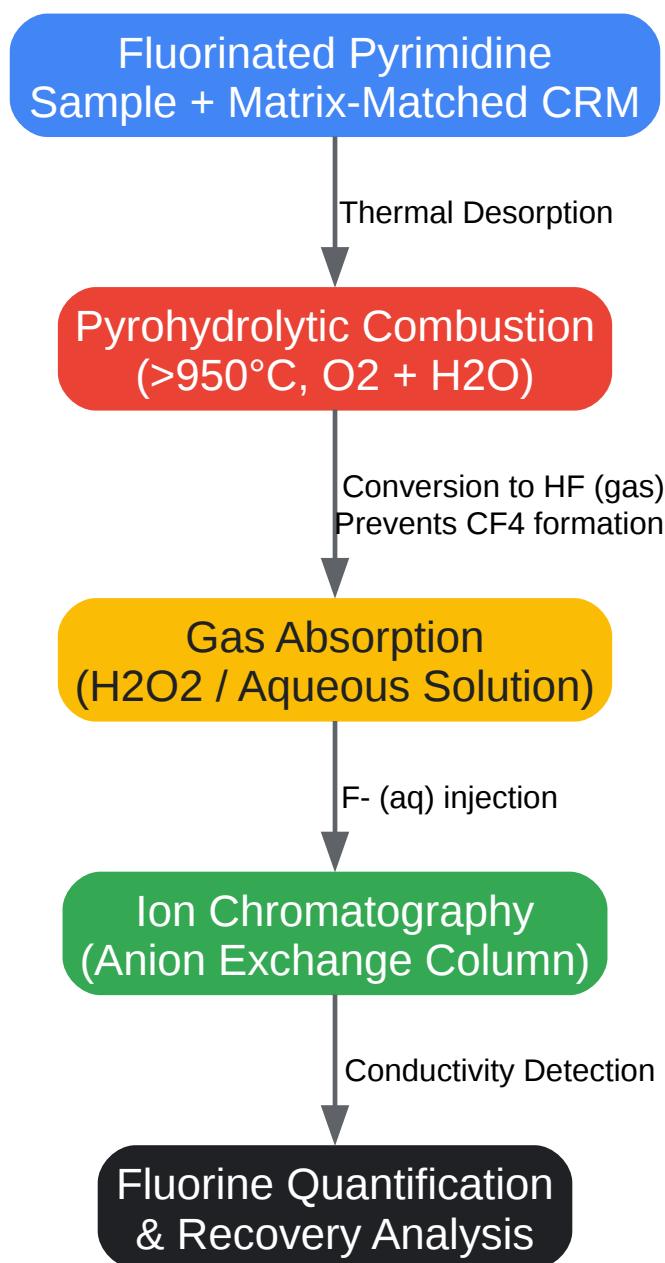 Fluorinated Pyrimidine
Sample + Matrix-Matched CRM
Thermal Desorption
Pyrohydrolytic Combustion
(>950°C, O2 + H2O)
Conversion to HF (gas)
Prevents CF4 formation
Gas Absorption
(H2O2 / Aqueous Solution)
F- (aq) injection
Ion Chromatography
(Anion Exchange Column)
Conductivity Detection
Fluorine Quantification
& Recovery Analysis